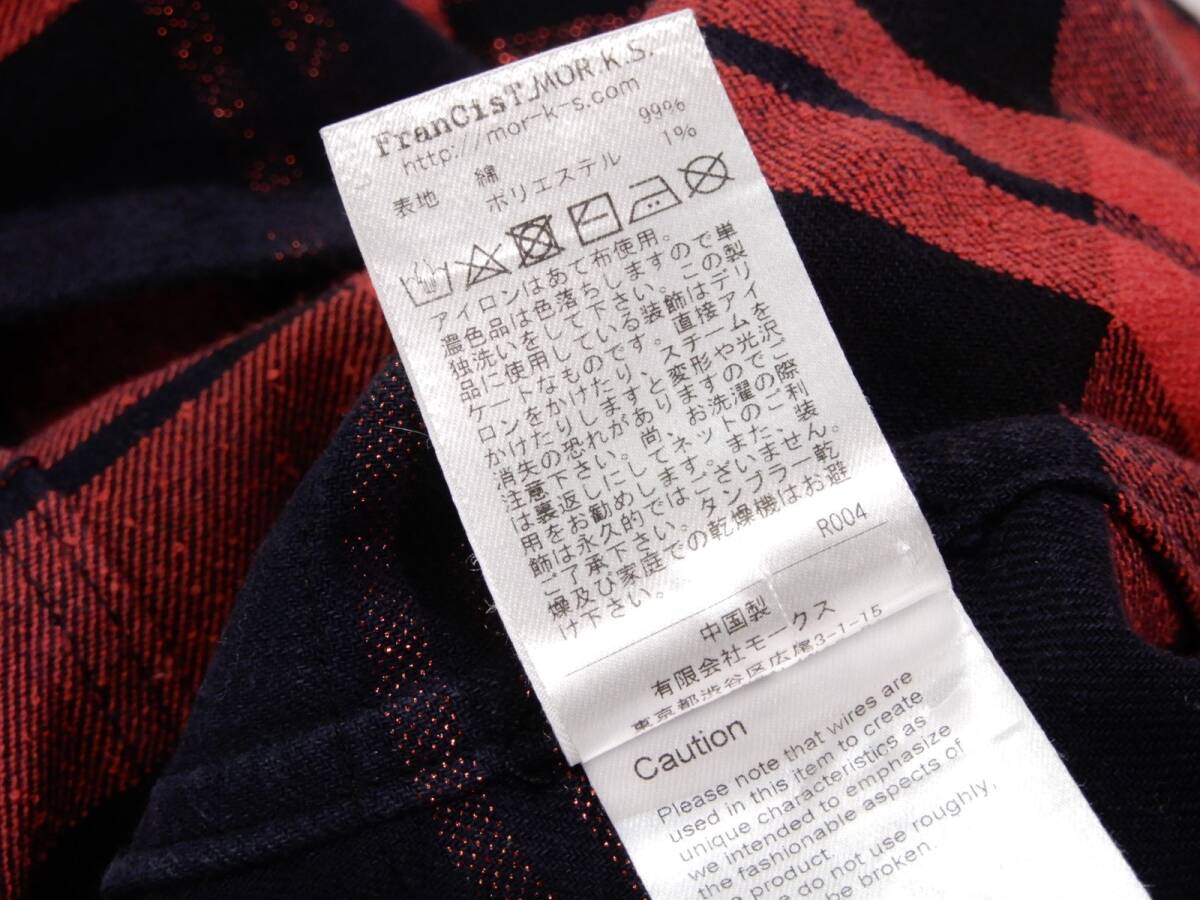 FranCisT_MOR.K.S.
http://mor-k-s.com
表地 綿 99%
ポリエステル 1%
アイロンはあて布使用。
濃色品は色落ちしますので単
独洗いをして下さい。この製
品に使用している装飾はデリ
ケートなものです。直接アイ
ロンをかけたり、スチームを
かけたりしますと変形や光沢
消失の恐れがありますのでご
注意下さい。尚、お洗濯の際
は裏返しにしてネットのご利
用をお勧めします。また、装
飾は永久的ではございません。
ご了承下さい。タンブラー乾
燥及び家庭での乾燥機はお避
け下さい。
R004
中国製
有限会社モークス
東京都渋谷区広尾3-1-15
Caution
Please note that wires are
used in this item to create
unique characteristics as
we intended to emphasize
the fashionable aspects of
product.
do not use roughly,
be broken.